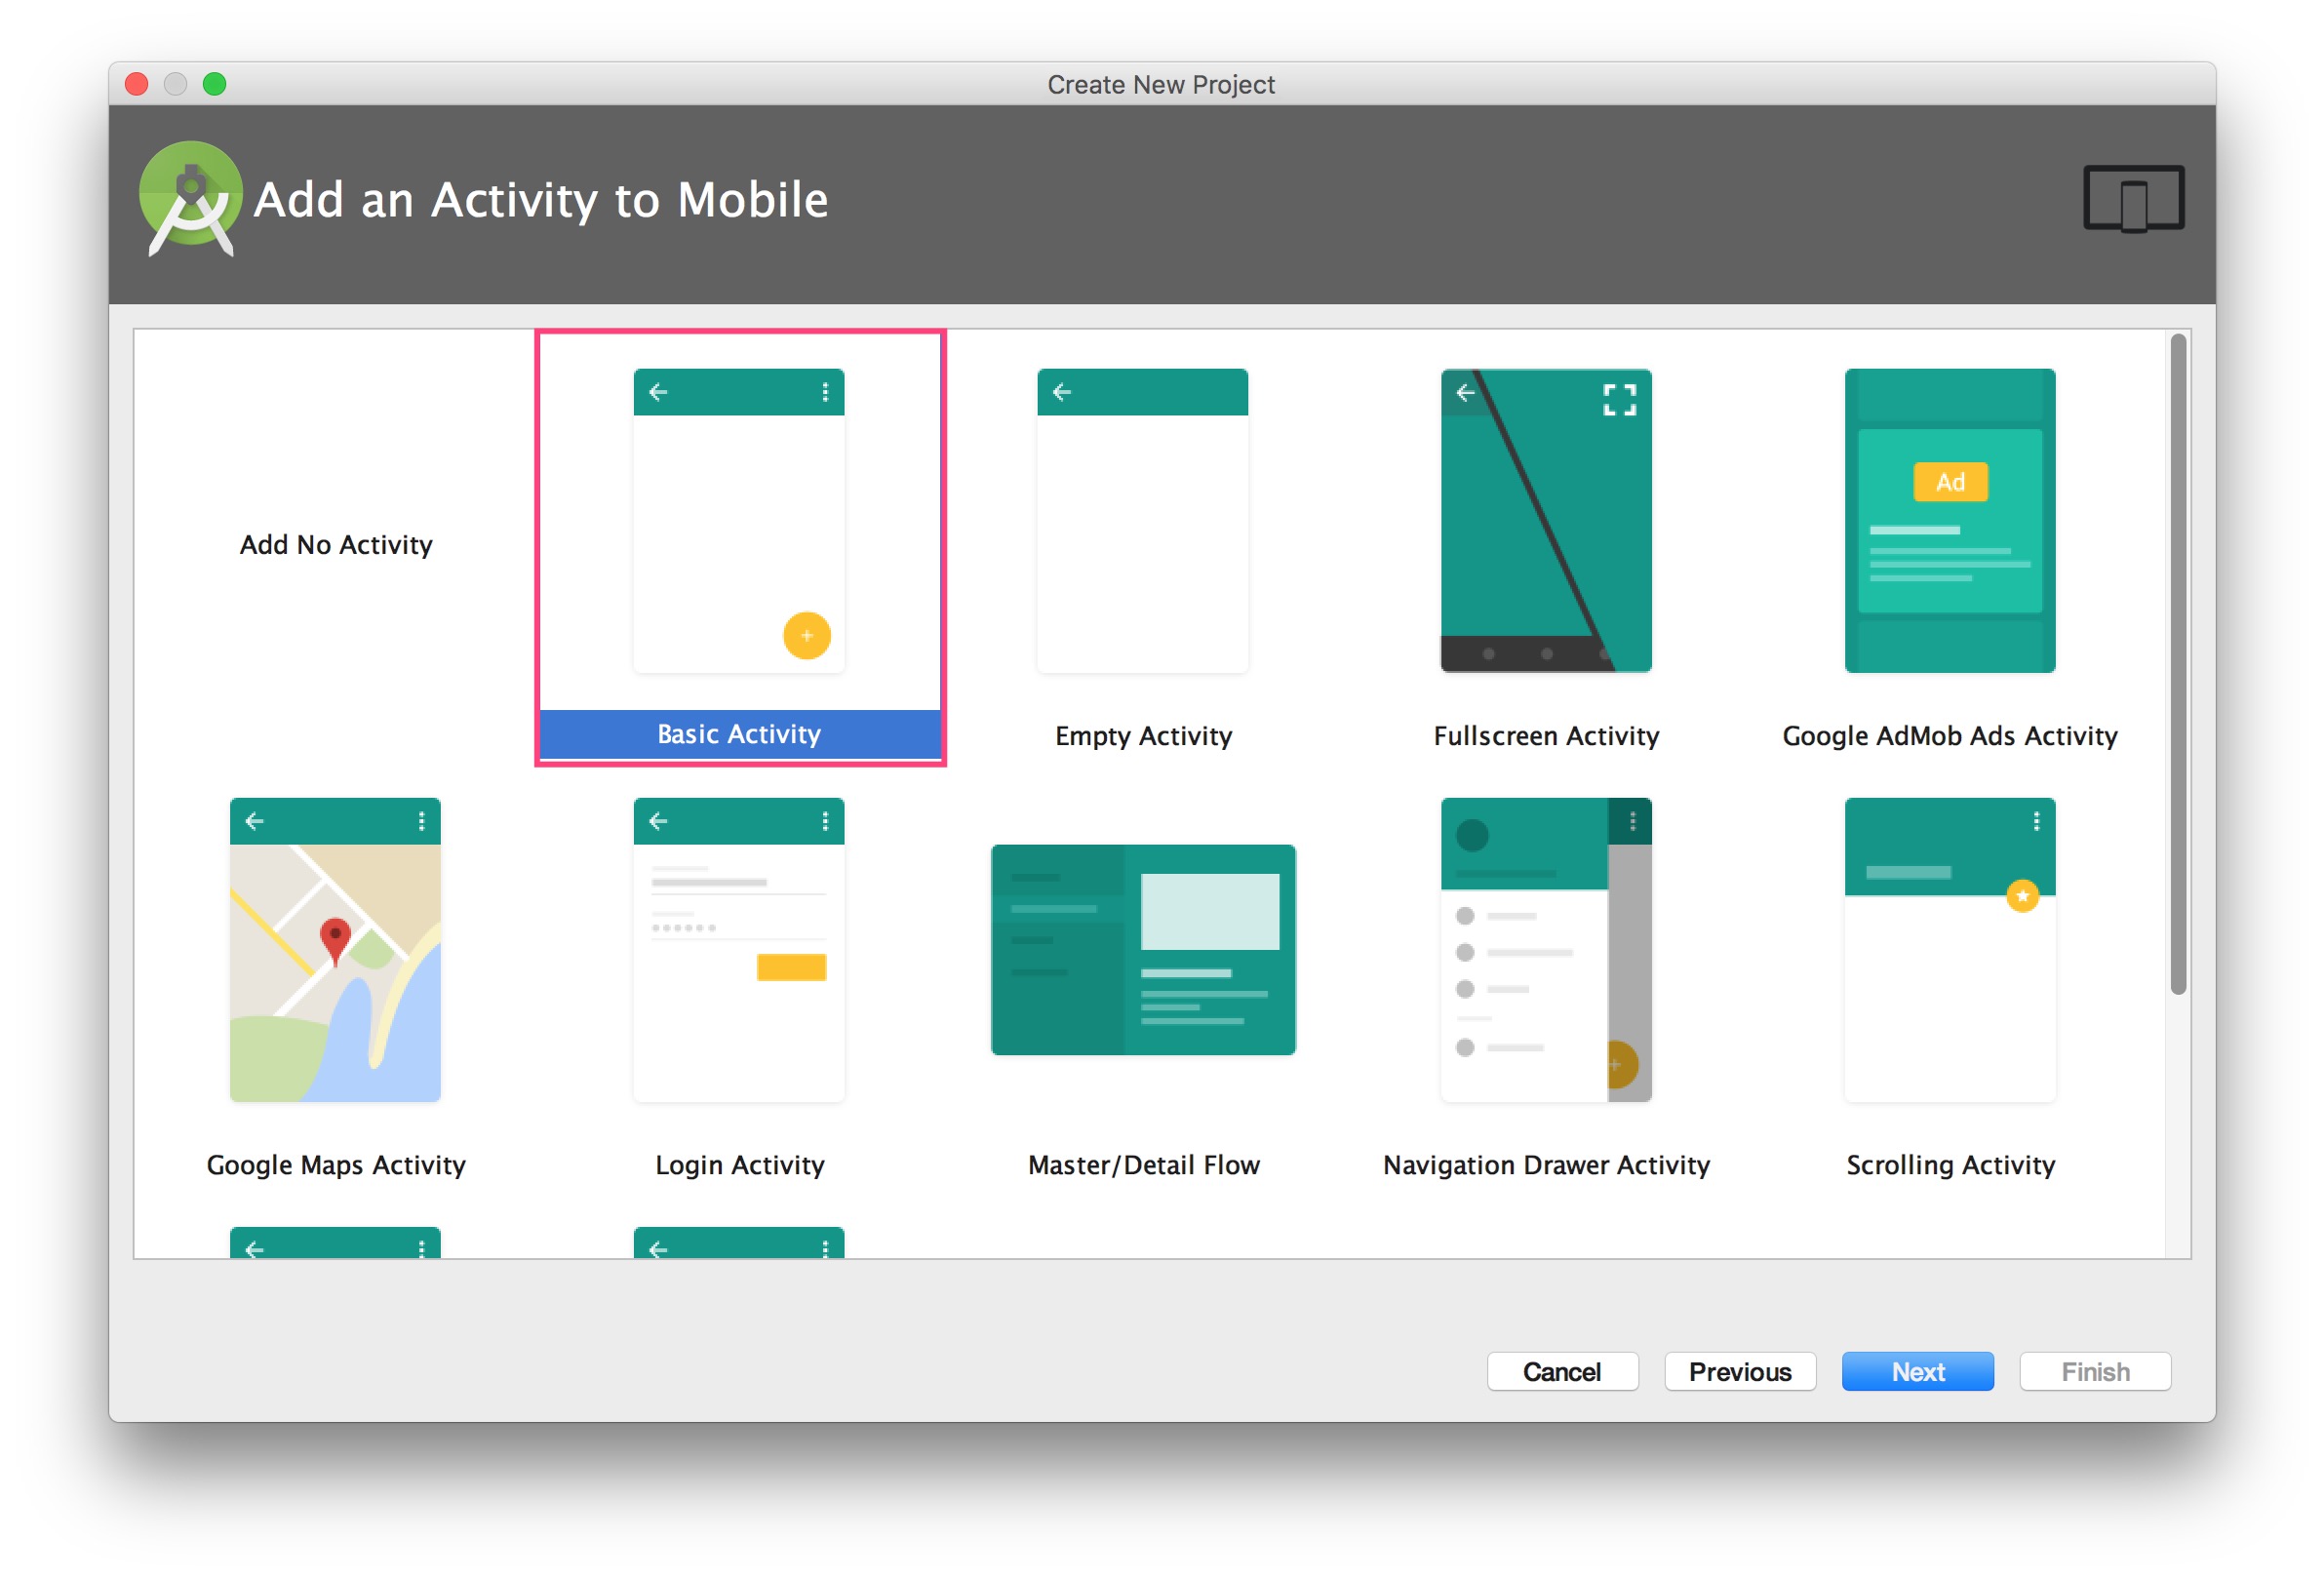 Create New Project
Add an Activity to Mobile
Add No Activity
Basic Activity
Empty Activity
Fullscreen Activity
Ad
Google AdMob Ads Activity
Google Maps Activity
Login Activity
Master/Detail Flow
Navigation Drawer Activity
Scrolling Activity
Cancel
Previous
Next
Finish